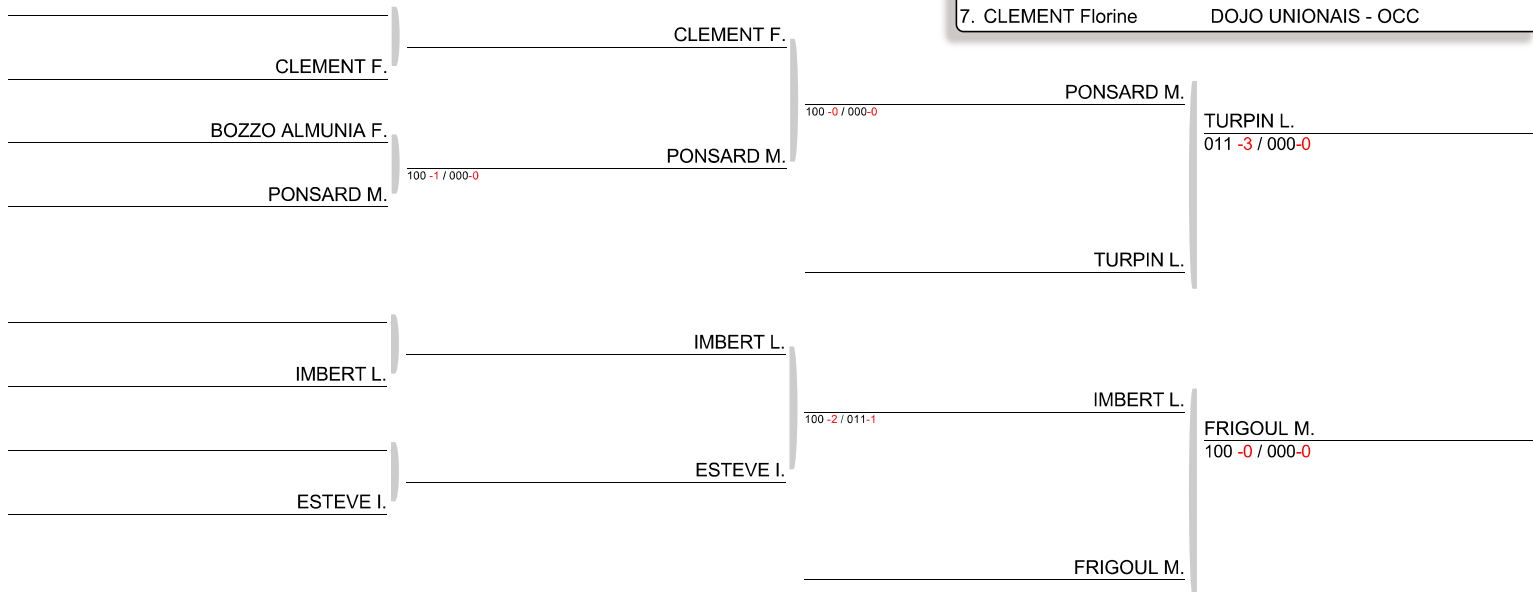 7. CLEMENT Florine DOJO UNIONAIS - OCC
CLEMENT F.
CLEMENT F.
PONSARD M.
100 -0 / 000-0
TURPIN L.
011 -3 / 000-0
BOZZO ALMUNIA F.
PONSARD M.
100 -1 / 000-0
PONSARD M.
TURPIN L.
IMBERT L.
IMBERT L.
IMBERT L.
100 -2 / 011-1
FRIGOUL M.
100 -0 / 000-0
ESTEVE I.
ESTEVE I.
FRIGOUL M.